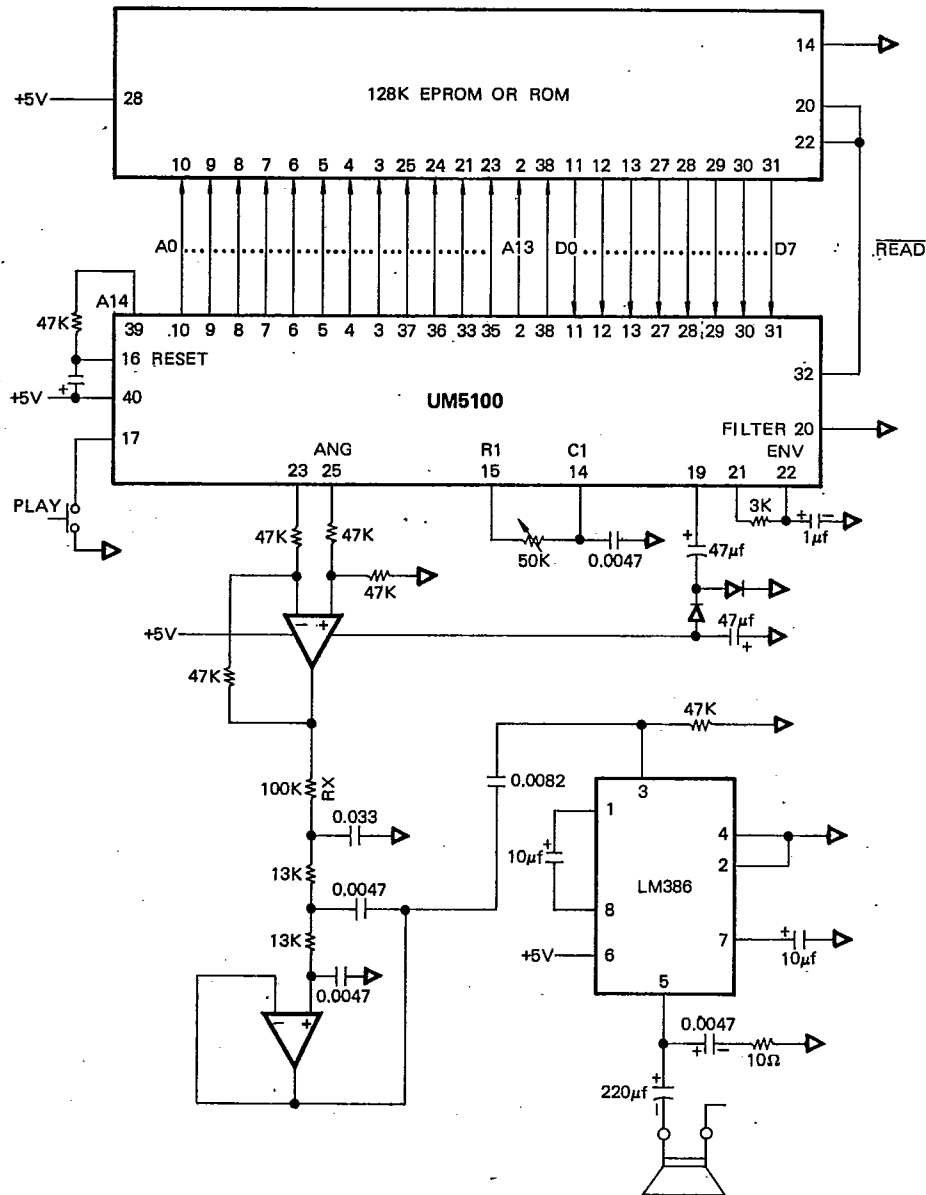 14
+5V
28
128K EPROM OR ROM
20
22
10 9 8 7 6 5 4 3 25 24 21 23 2 38 11 12 13 27 28 29 30 31
A0 A13 D0 D7
READ
A14
47K
39 10 9 8 7 6 5 4 3 37 36 33 35 2 38 11 12 13 27 28 29 30 31
16 RESET
+
+5V
40
32
UM5100
17
FILTER 20
ANG R1 C1 ENV
23 25 15 14 19 21 22
PLAY
3K
+ −
1µf
47K 47K
50K
0.0047
+
47µf
47K
− +
+5V
47µf
+
47K
47K
100K RX
0.0082
3
0.033
1
+
10µf
4
2
13K
0.0047
LM386
8
13K
7
+
10µf
+5V
6
0.0047
5
− +
0.0047
+ −
10Ω
220µf
+
−